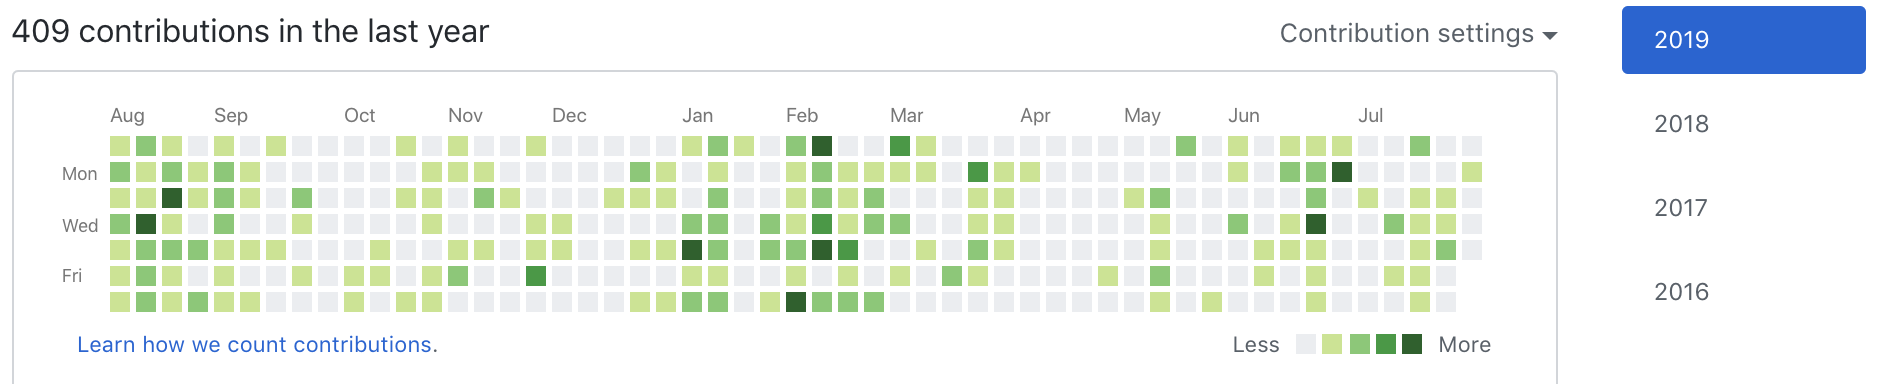 409 contributions in the last year
Contribution settings
2019
2018
2017
2016
Aug Sep Oct Nov Dec Jan Feb Mar Apr May Jun Jul
Mon
Wed
Fri
Learn how we count contributions.
Less More